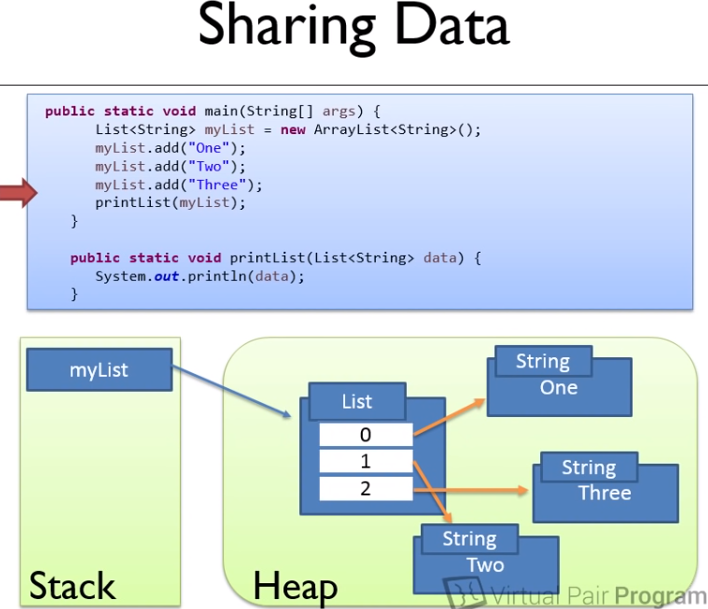 Sharing Data
public static void main(String[] args) {
List<String> myList = new ArrayList<String>();
myList.add("One");
myList.add("Two");
myList.add("Three");
printList(myList);
}
public static void printList(List<String> data) {
System.out.println(data);
}
myList
Stack
List
0
1
2
String
One
String
Three
String
Two
Heap
Virtual Pair Program